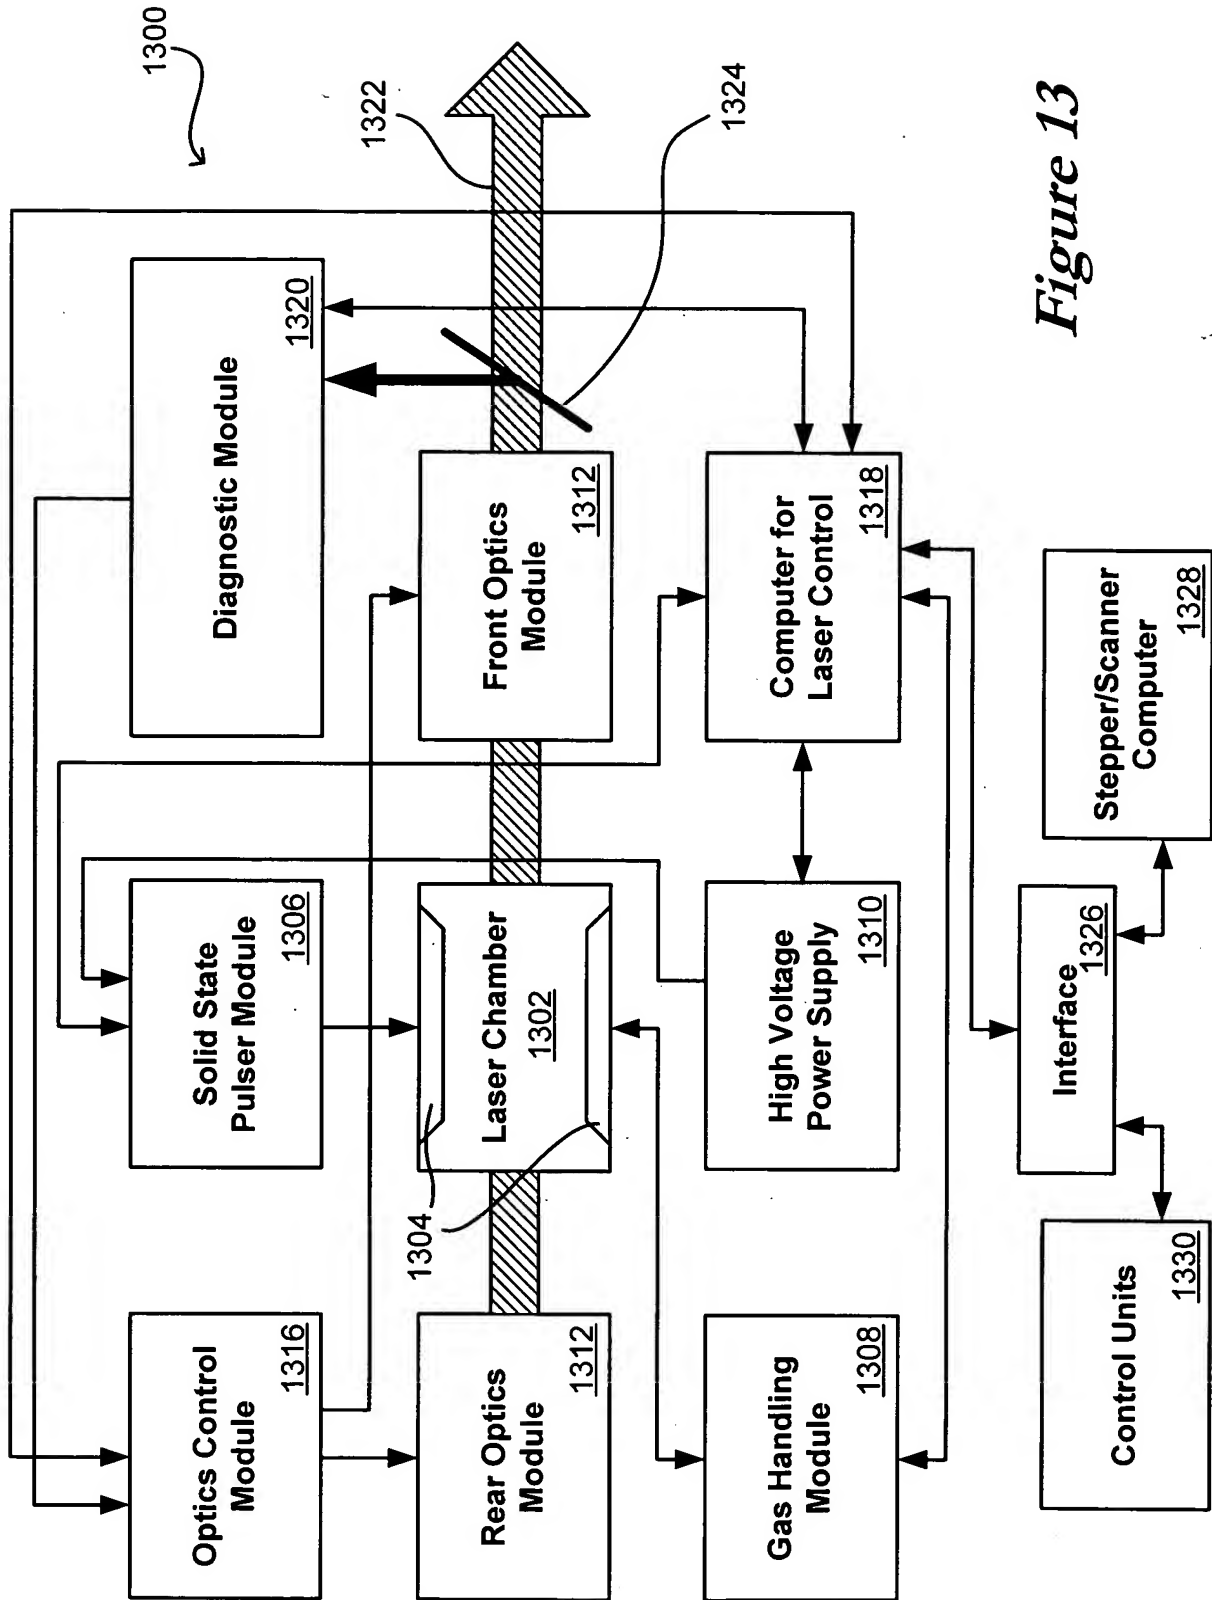 1300
Optics Control
Module
1316
Solid State
Pulser Module
1306
Diagnostic Module
1320
1322
1304
Rear Optics
Module
1312
Laser Chamber
1302
Front Optics
Module
1312
1324
Gas Handling
Module
1308
High Voltage
Power Supply
1310
Computer for
Laser Control
1318
Control Units
1330
Interface
1326
Stepper/Scanner
Computer
1328
Figure 13